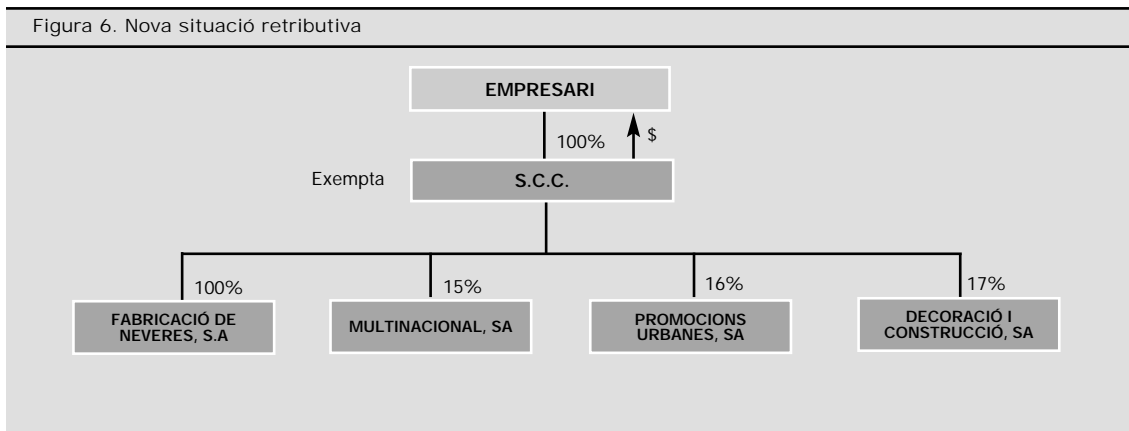 Figura 6. Nova situació retributiva
EMPRESARI
100%
$
Exempta
S.C.C.
100%
15%
16%
17%
FABRICACIÓ DE
NEVERES, S.A
MULTINACIONAL, SA
PROMOCIONS
URBANES, SA
DECORACIÓ I
CONSTRUCCIÓ, SA